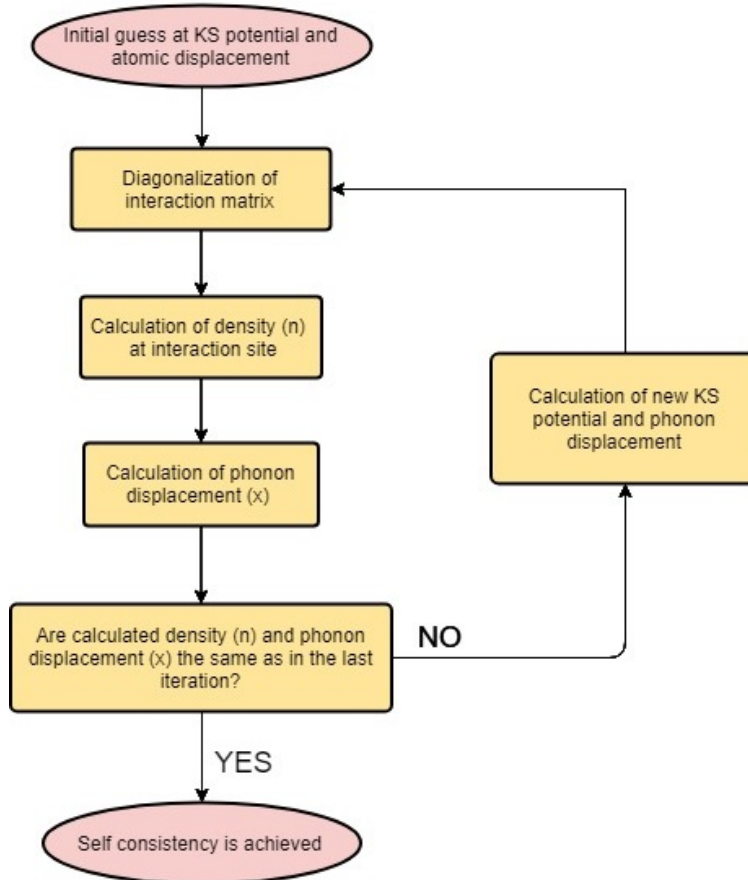 Initial guess at KS potential and
atomic displacement
Diagonalization of
interaction matrix
Calculation of density (n)
at interaction site
Calculation of new KS
potential and phonon
displacement
Calculation of phonon
displacement (x)
Are calculated density (n) and phonon
displacement (x) the same as in the last
iteration?
NO
YES
Self consistency is achieved